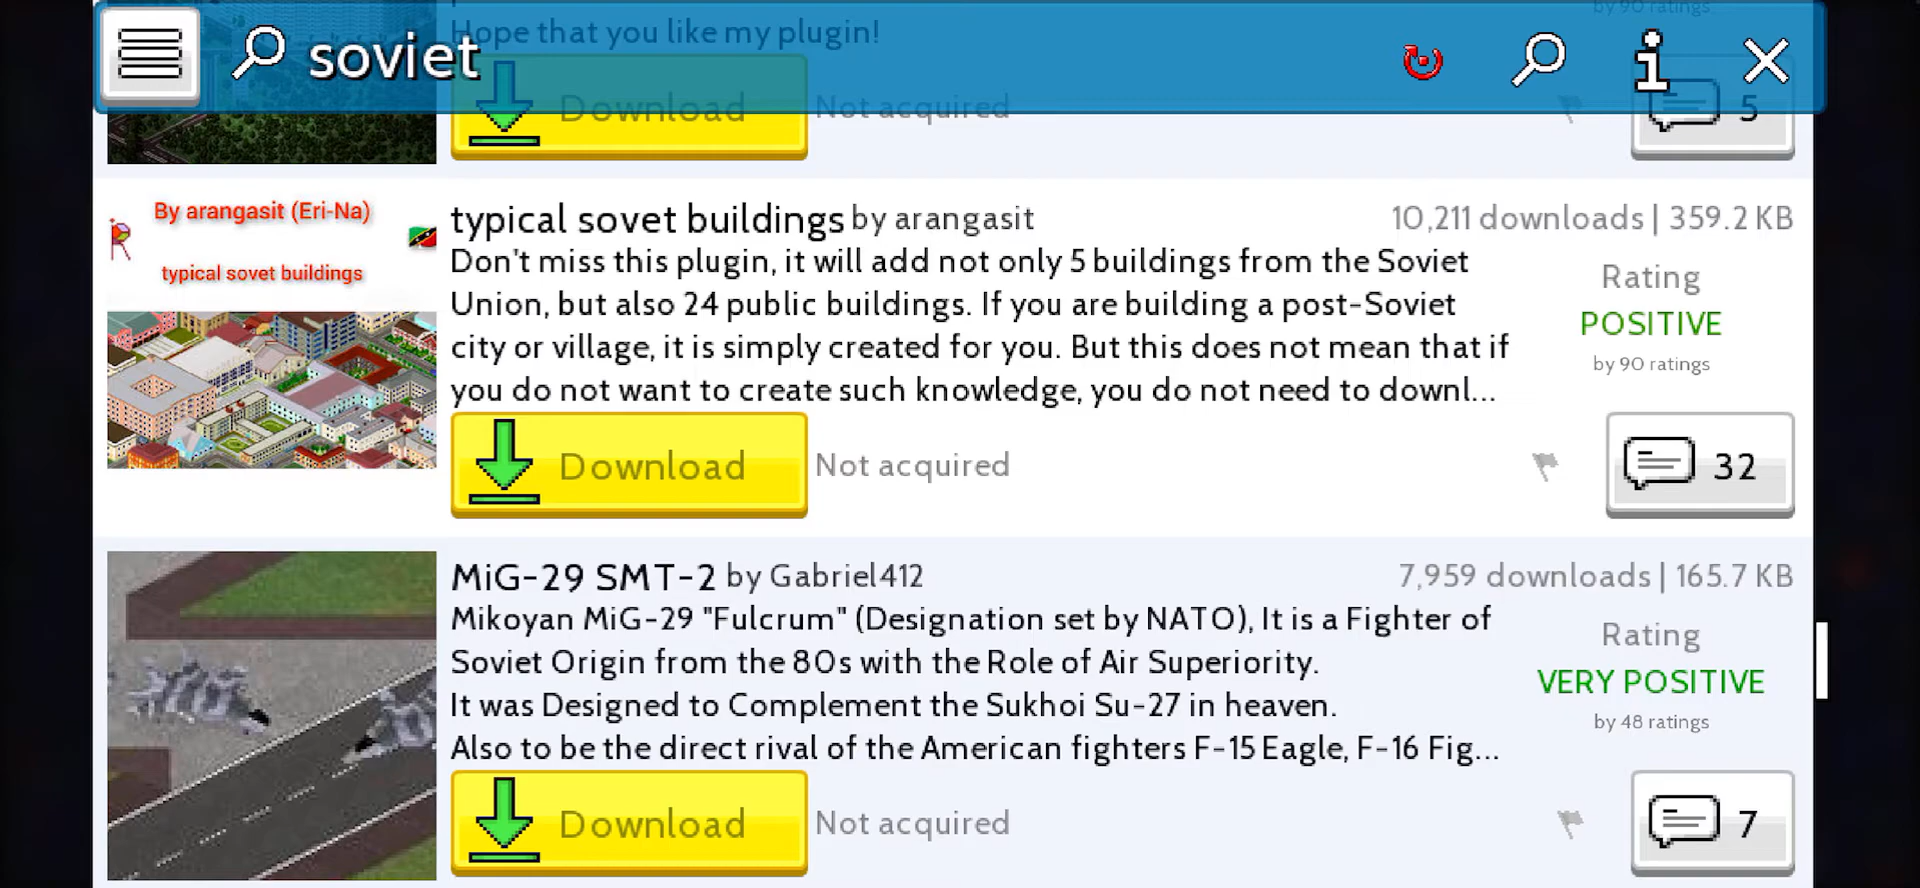 by 90 ratings
Hope that you like my plugin!
soviet
Download
Not acquired
5
By arangasit (Eri-Na)
typical sovet buildings
typical sovet buildings by arangasit
10,211 downloads | 359.2 KB
Don't miss this plugin, it will add not only 5 buildings from the Soviet
Union, but also 24 public buildings. If you are building a post-Soviet
city or village, it is simply created for you. But this does not mean that if
you do not want to create such knowledge, you do not need to downl...
Rating
POSITIVE
by 90 ratings
Download
Not acquired
32
MiG-29 SMT-2 by Gabriel412
7,959 downloads | 165.7 KB
Mikoyan MiG-29 "Fulcrum" (Designation set by NATO), It is a Fighter of
Soviet Origin from the 80s with the Role of Air Superiority.
It was Designed to Complement the Sukhoi Su-27 in heaven.
Also to be the direct rival of the American fighters F-15 Eagle, F-16 Fig...
Rating
VERY POSITIVE
by 48 ratings
Download
Not acquired
7